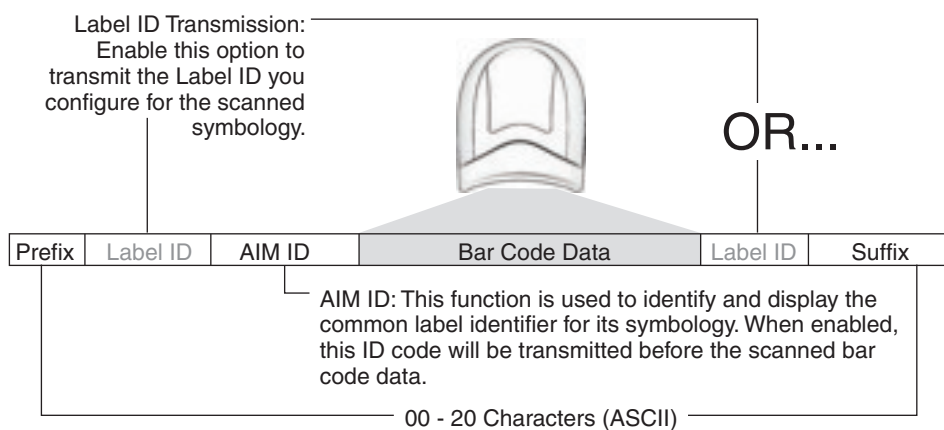 Label ID Transmission:
Enable this option to
transmit the Label ID you
configure for the scanned
symbology.
OR...
Prefix Label ID AIM ID Bar Code Data Label ID Suffix
AIM ID: This function is used to identify and display the
common label identifier for its symbology. When enabled,
this ID code will be transmitted before the scanned bar
code data.
00 - 20 Characters (ASCII)